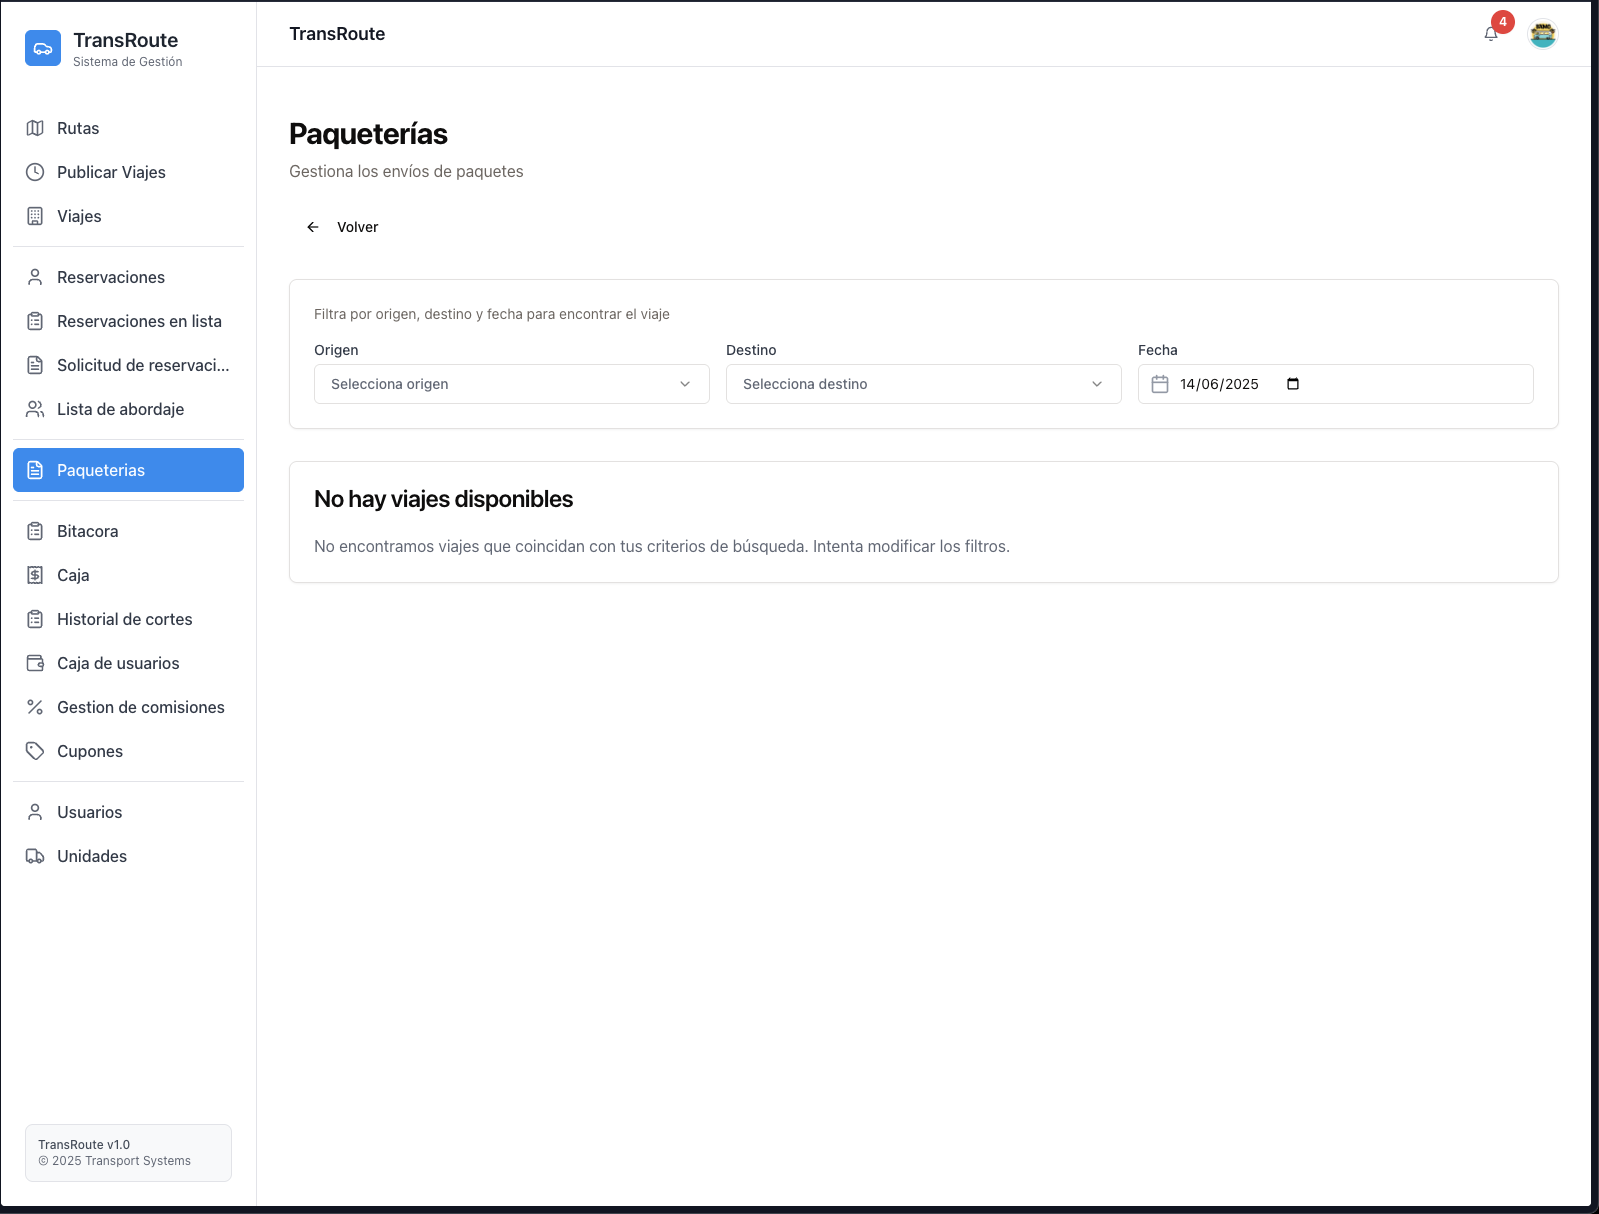 TransRoute
Sistema de Gestión
Rutas
Publicar Viajes
Viajes
Reservaciones
Reservaciones en lista
Solicitud de reservaci...
Lista de abordaje
Paqueterias
Bitacora
Caja
Historial de cortes
Caja de usuarios
Gestion de comisiones
Cupones
Usuarios
Unidades
TransRoute v1.0
© 2025 Transport Systems
TransRoute
4
Paqueterías
Gestiona los envíos de paquetes
Volver
Filtra por origen, destino y fecha para encontrar el viaje
Origen
Destino
Fecha
Selecciona origen
Selecciona destino
14/06/2025
No hay viajes disponibles
No encontramos viajes que coincidan con tus criterios de búsqueda. Intenta modificar los filtros.